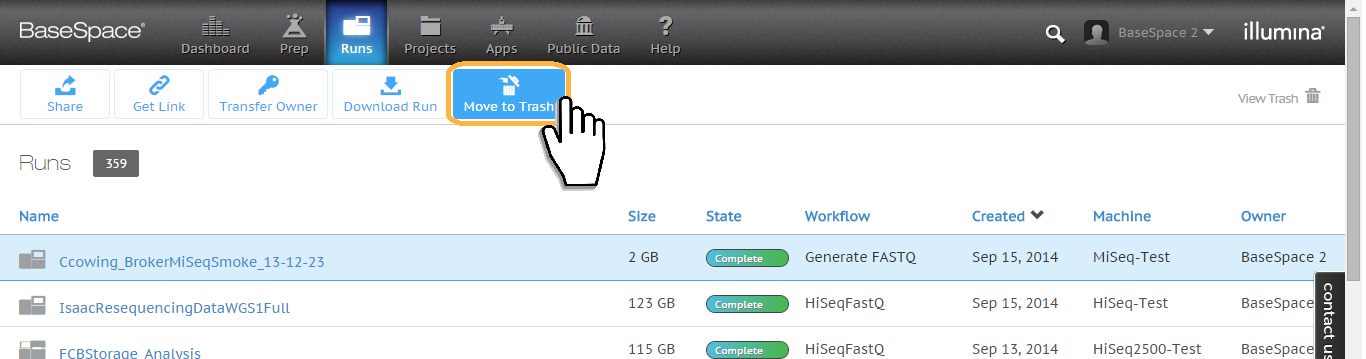 BaseSpace®
Dashboard Prep Runs Projects Apps Public Data Help
BaseSpace 2 illumina®
Share Get Link Transfer Owner Download Run Move to Trash
View Trash
Runs 359
Name Size State Workflow Created Machine Owner
Ccowing_BrokerMiSeqSmoke_13-12-23 2 GB Complete Generate FASTQ Sep 15, 2014 MiSeq-Test BaseSpace 2
IsaacResequencingDataWGS1Full 123 GB Complete HiSeqFastQ Sep 15, 2014 HiSeq-Test BaseSpace
FCBStorage_Analysis 115 GB Complete HiSeqFastQ Sep 13, 2014 HiSeq2500-Test BaseSpace
contact us